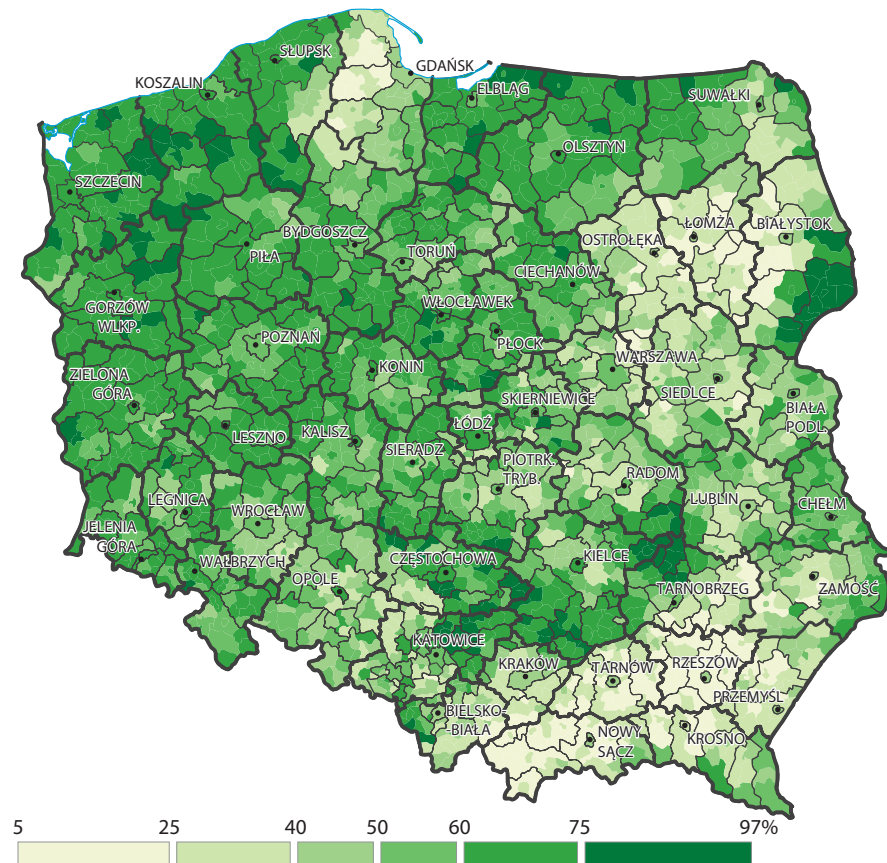 SŁUPSK
GDAŃSK
KOSZALIN
ELBLĄG
SUWAŁKI
OLSZTYN
SZCZECIN
BYDGOSZCZ
OSTROŁĘKA
ŁOMŻA
BIAŁYSTOK
PIŁA
TORUŃ
CIECHANÓW
GORZÓW
WLKP.
WŁOCŁAWEK
POZNAŃ
PŁOCK
WARSZAWA
KONIN
ZIELONA
GÓRA
SKIERNIEWICE
SIEDLCE
BIAŁA
PODL.
LESZNO
KALISZ
ŁÓDŹ
SIERADZ
PIOTRK.
TRYB.
RADOM
LUBLIN
CHEŁM
LEGNICA
WROCŁAW
JELENIA
GÓRA
WAŁBRZYCH
CZĘSTOCHOWA
KIELCE
OPOLE
TARNOBRZEG
ZAMOŚĆ
KATOWICE
KRAKÓW
TARNÓW
RZESZÓW
PRZEMYŚL
BIELSKO-
-BIAŁA
NOWY
SĄCZ
KROSNO
5 25 40 50 60 75 97%